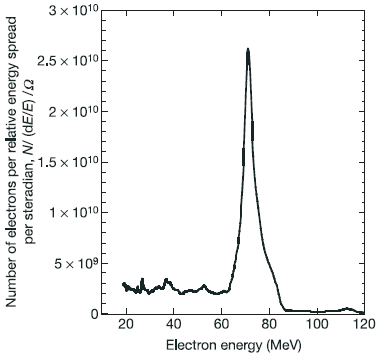 Number of electrons per relative energy spread
per steradian, N/ (dE/E) /Ω
3 × 10¹⁰
2.5 × 10¹⁰
2 × 10¹⁰
1.5 × 10¹⁰
1 × 10¹⁰
5 × 10⁹
0
20 40 60 80 100 120
Electron energy (MeV)